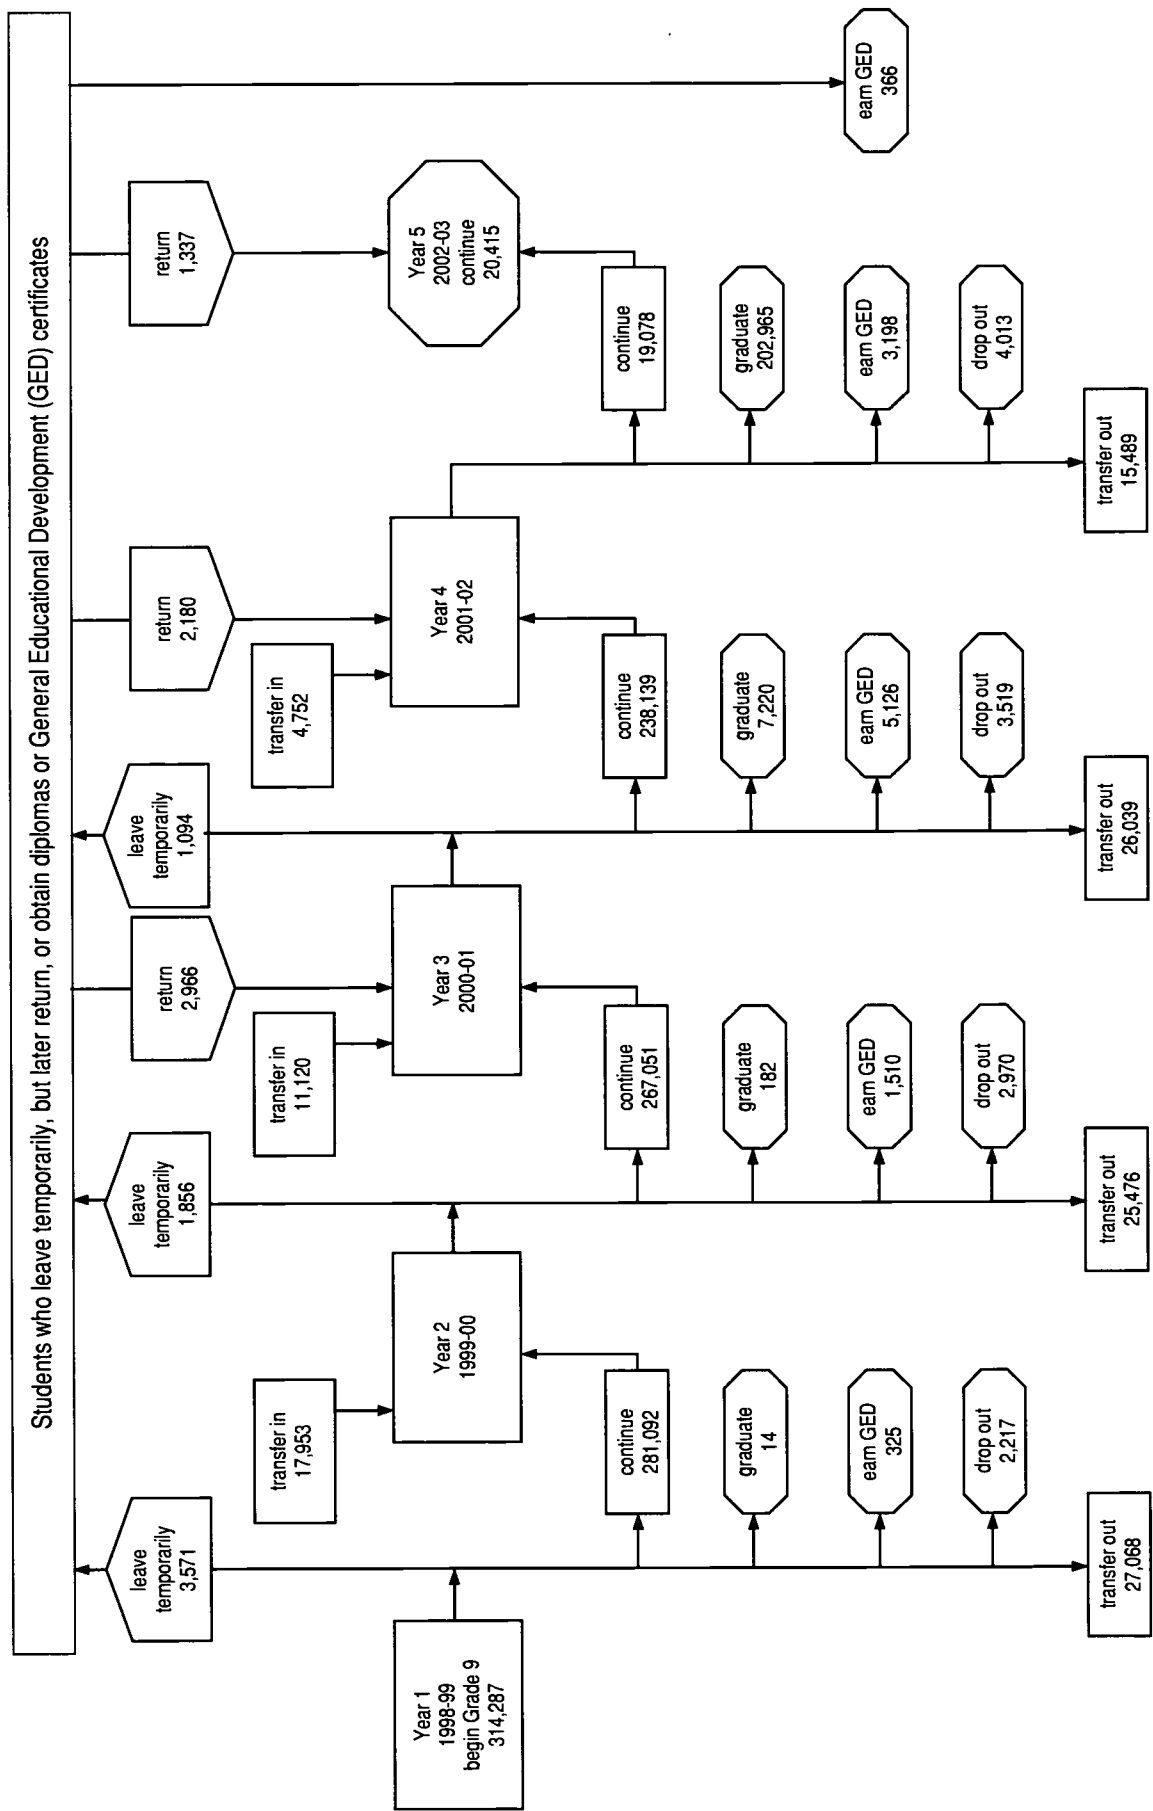 Students who leave temporarily, but later return, or obtain diplomas or General Educational Development (GED) certificates
leave
temporarily
3,571
leave
temporarily
1,856
return
2,966
leave
temporarily
1,094
return
2,180
return
1,337
transfer in
17,953
transfer in
11,120
transfer in
4,752
Year 1
1998-99
begin Grade 9
314,287
Year 2
1999-00
Year 3
2000-01
Year 4
2001-02
Year 5
2002-03
continue
20,415
continue
281,092
continue
267,051
continue
238,139
continue
19,078
graduate
14
graduate
182
graduate
7,220
graduate
202,965
earn GED
325
earn GED
1,510
earn GED
5,126
earn GED
3,198
earn GED
366
drop out
2,217
drop out
2,970
drop out
3,519
drop out
4,013
transfer out
27,068
transfer out
25,476
transfer out
26,039
transfer out
15,489